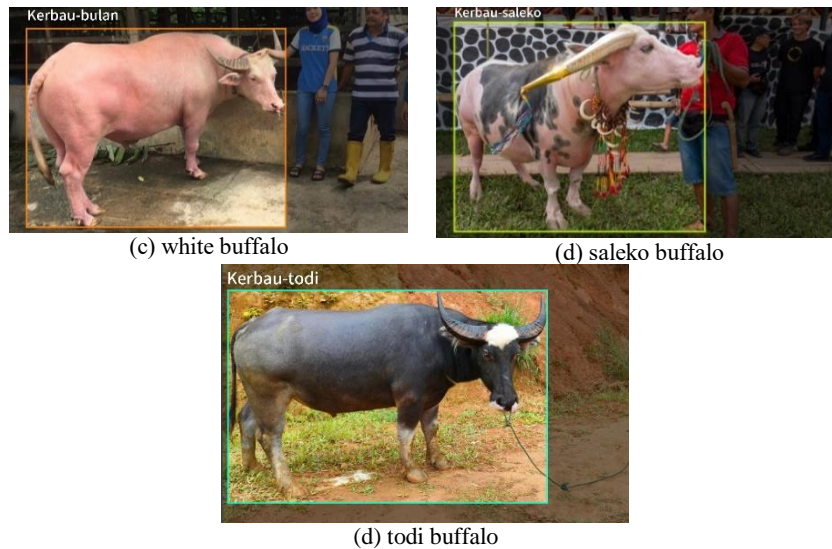 Kerbau-bulan
Kerbau-saleko
(c) white buffalo
(d) saleko buffalo
Kerbau-todi
(d) todi buffalo